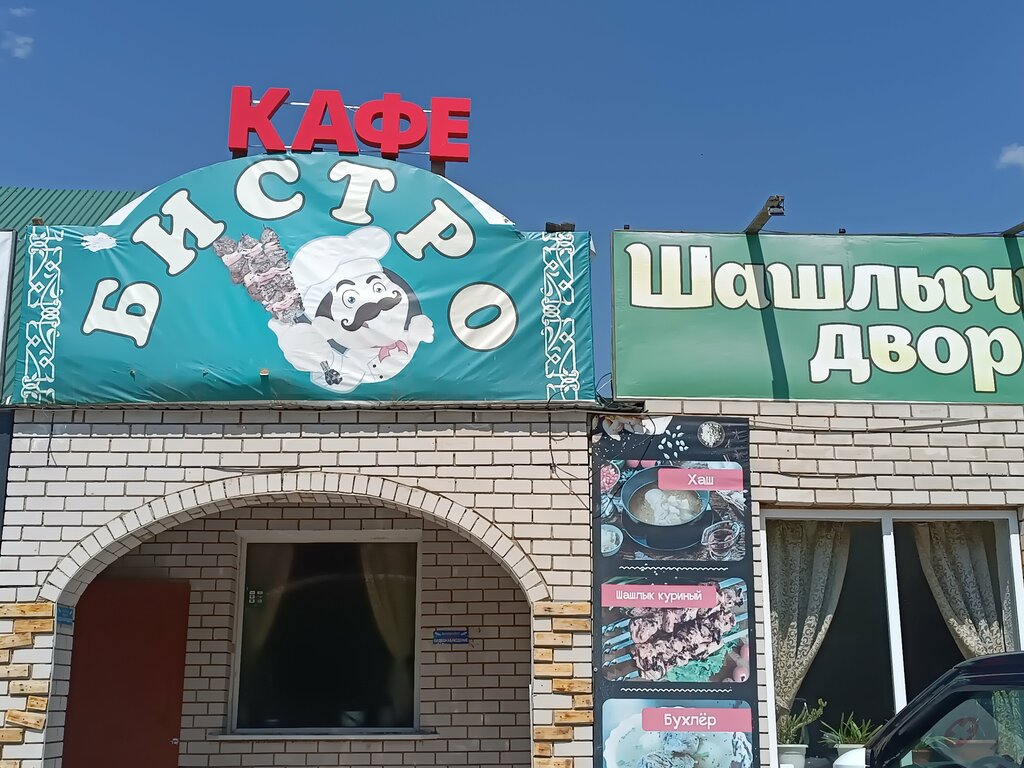 КАФЕ
БИСТРО
Шашлыч
двор
Хаш
Шашлык куриный
Бухлёр